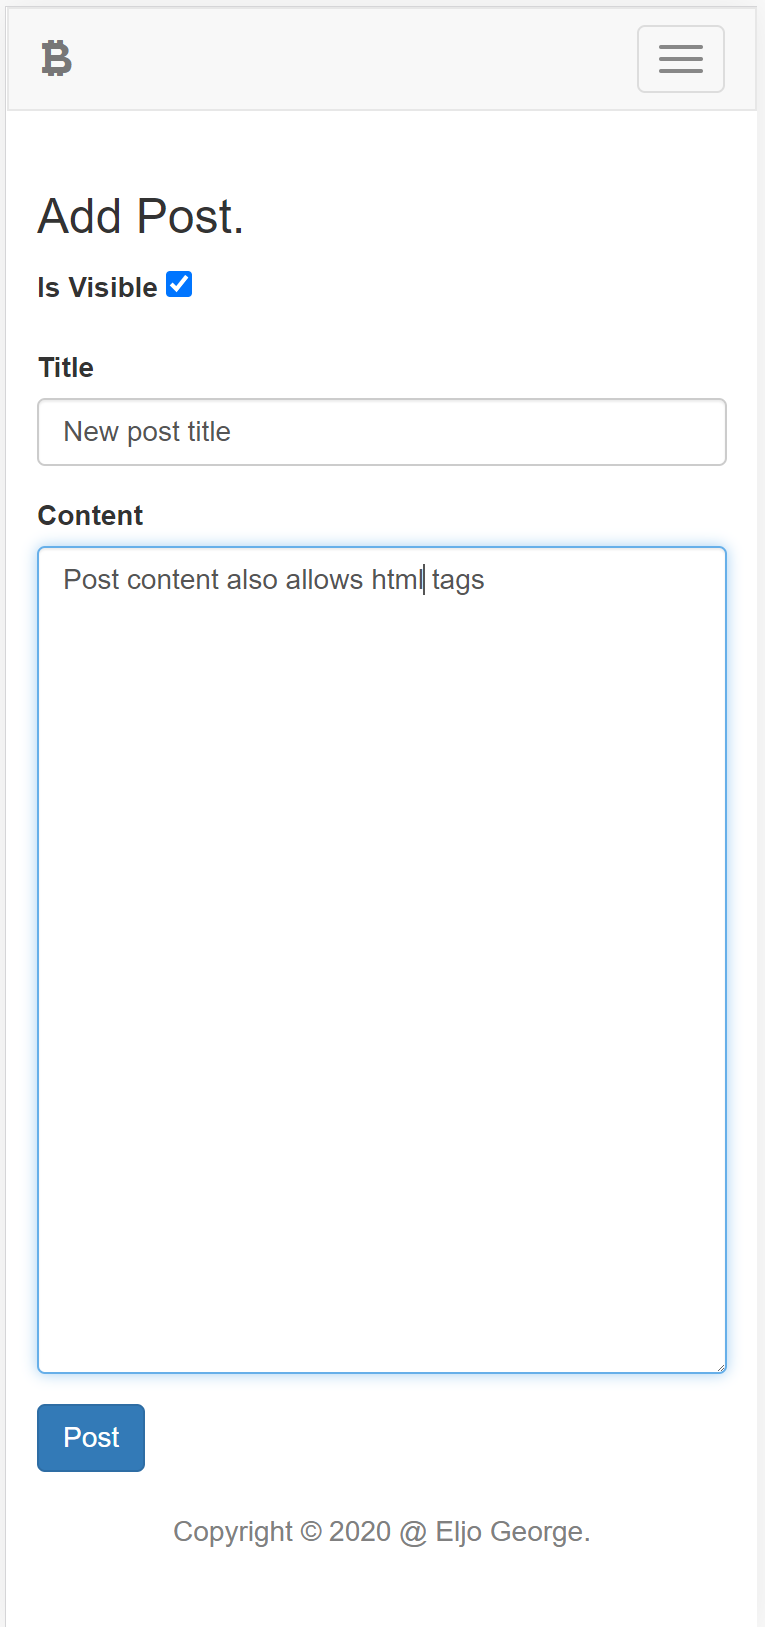 Add Post.
Is Visible
Title
New post title
Content
Post content also allows html tags
Post
Copyright © 2020 @ Eljo George.